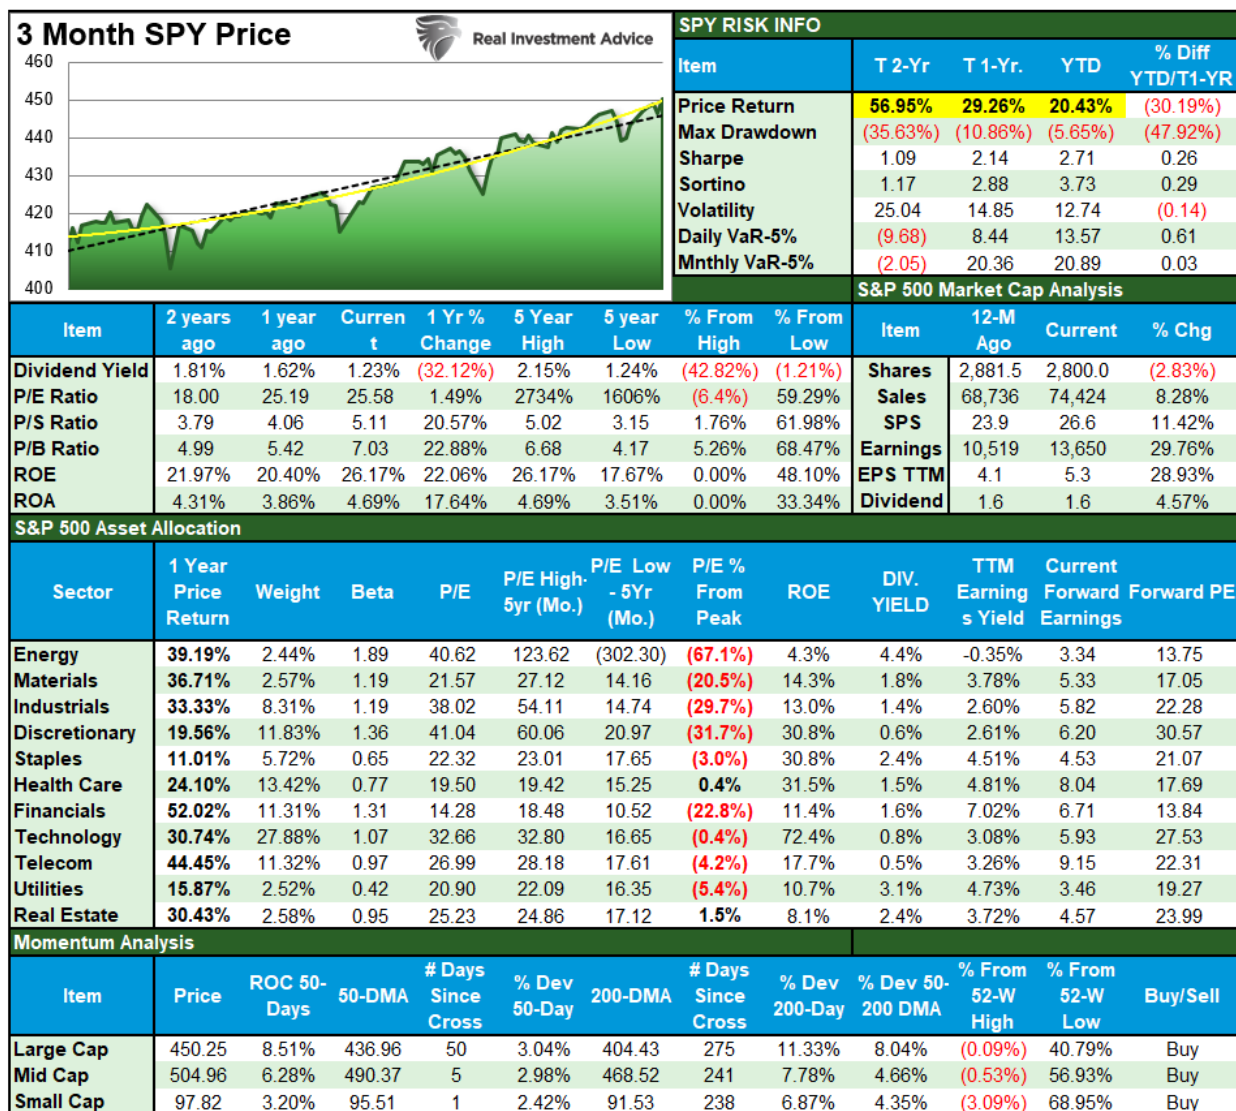 3 Month SPY Price
Real Investment Advice
460
450
440
430
420
410
400
SPY RISK INFO
Item T 2-Yr T 1-Yr. YTD % Diff YTD/T1-YR
Price Return 56.95% 29.26% 20.43% (30.19%)
Max Drawdown (35.63%) (10.86%) (5.65%) (47.92%)
Sharpe 1.09 2.14 2.71 0.26
Sortino 1.17 2.88 3.73 0.29
Volatility 25.04 14.85 12.74 (0.14)
Daily VaR-5% (9.68) 8.44 13.57 0.61
Mnthly VaR-5% (2.05) 20.36 20.89 0.03
Item 2 years ago 1 year ago Current 1 Yr % Change 5 Year High 5 year Low % From High % From Low
Dividend Yield 1.81% 1.62% 1.23% (32.12%) 2.15% 1.24% (42.82%) (1.21%)
P/E Ratio 18.00 25.19 25.58 1.49% 2734% 1606% (6.4%) 59.29%
P/S Ratio 3.79 4.06 5.11 20.57% 5.02 3.15 1.76% 61.98%
P/B Ratio 4.99 5.42 7.03 22.88% 6.68 4.17 5.26% 68.47%
ROE 21.97% 20.40% 26.17% 22.06% 26.17% 17.67% 0.00% 48.10%
ROA 4.31% 3.86% 4.69% 17.64% 4.69% 3.51% 0.00% 33.34%
S&P 500 Market Cap Analysis
Item 12-M Ago Current % Chg
Shares 2,881.5 2,800.0 (2.83%)
Sales 68,736 74,424 8.28%
SPS 23.9 26.6 11.42%
Earnings 10,519 13,650 29.76%
EPS TTM 4.1 5.3 28.93%
Dividend 1.6 1.6 4.57%
S&P 500 Asset Allocation
Sector 1 Year Price Return Weight Beta P/E P/E High- 5yr (Mo.) P/E Low - 5Yr (Mo.) P/E % From Peak ROE DIV. YIELD TTM Earnings Yield Current Forward Earnings Forward PE
Energy 39.19% 2.44% 1.89 40.62 123.62 (302.30) (67.1%) 4.3% 4.4% -0.35% 3.34 13.75
Materials 36.71% 2.57% 1.19 21.57 27.12 14.16 (20.5%) 14.3% 1.8% 3.78% 5.33 17.05
Industrials 33.33% 8.31% 1.19 38.02 54.11 14.74 (29.7%) 13.0% 1.4% 2.60% 5.82 22.28
Discretionary 19.56% 11.83% 1.36 41.04 60.06 20.97 (31.7%) 30.8% 0.6% 2.61% 6.20 30.57
Staples 11.01% 5.72% 0.65 22.32 23.01 17.65 (3.0%) 30.8% 2.4% 4.51% 4.53 21.07
Health Care 24.10% 13.42% 0.77 19.50 19.42 15.25 0.4% 31.5% 1.5% 4.81% 8.04 17.69
Financials 52.02% 11.31% 1.31 14.28 18.48 10.52 (22.8%) 11.4% 1.6% 7.02% 6.71 13.84
Technology 30.74% 27.88% 1.07 32.66 32.80 16.65 (0.4%) 72.4% 0.8% 3.08% 5.93 27.53
Telecom 44.45% 11.32% 0.97 26.99 28.18 17.61 (4.2%) 17.7% 0.5% 3.26% 9.15 22.31
Utilities 15.87% 2.52% 0.42 20.90 22.09 16.35 (5.4%) 10.7% 3.1% 4.73% 3.46 19.27
Real Estate 30.43% 2.58% 0.95 25.23 24.86 17.12 1.5% 8.1% 2.4% 3.72% 4.57 23.99
Momentum Analysis
Item Price ROC 50-Days 50-DMA # Days Since Cross % Dev 50-Day 200-DMA # Days Since Cross % Dev 200-Day % Dev 50-200 DMA % From 52-W High % From 52-W Low Buy/Sell
Large Cap 450.25 8.51% 436.96 50 3.04% 404.43 275 11.33% 8.04% (0.09%) 40.79% Buy
Mid Cap 504.96 6.28% 490.37 5 2.98% 468.52 241 7.78% 4.66% (0.53%) 56.93% Buy
Small Cap 97.82 3.20% 95.51 1 2.42% 91.53 238 6.87% 4.35% (3.09%) 68.95% Buy